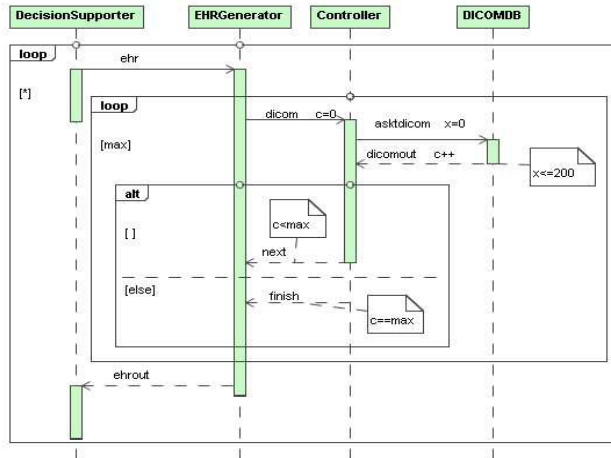 DecisionSupporter EHRGenerator Controller DICOMDB
loop
ehr
[*]
loop
dicom c=0
asktdicom x=0
[max]
dicomout c++
x<=200
alt
c<max
[ ]
next
[else]
finish
c==max
ehrout